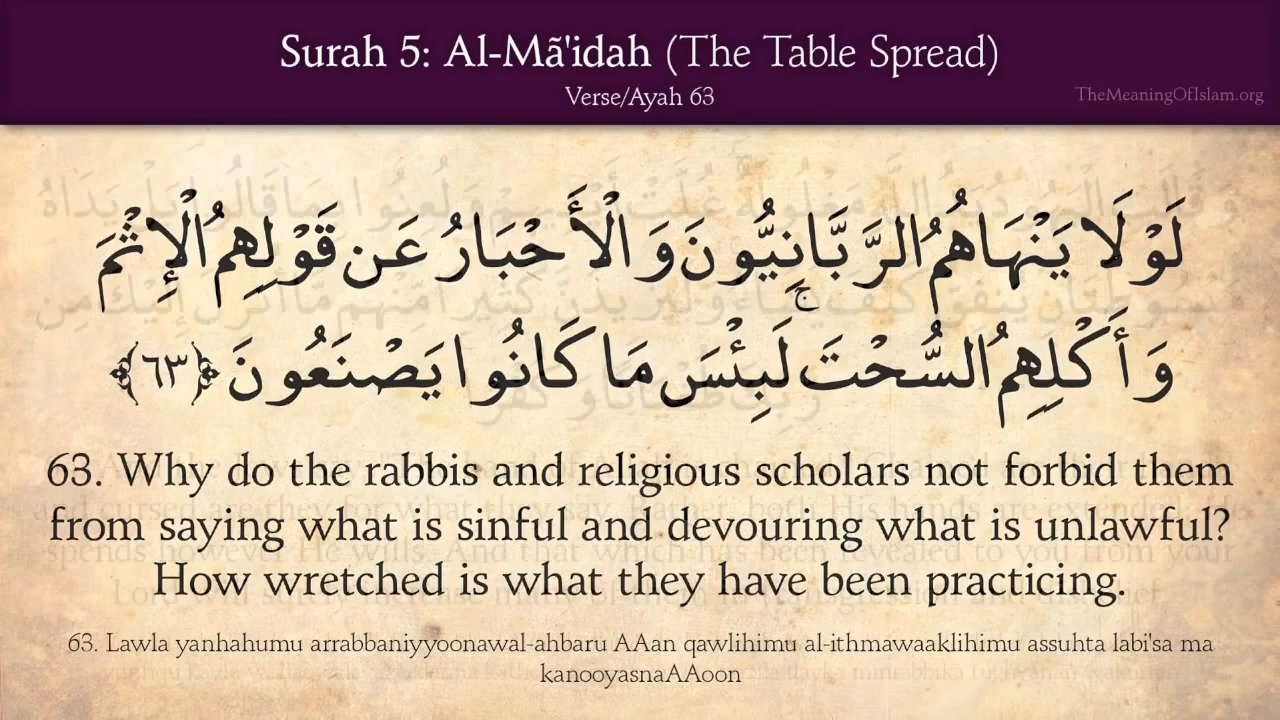 Surah 5: Al-Mã'idah (The Table Spread)
Verse/Ayah 63
TheMeaningOfIslam.org
لَوْلَا يَنْهَاهُمُ الرَّبَّانِيُّونَ وَالْأَحْبَارُ عَن قَوْلِهِمُ الْإِثْمَ
وَأَكْلِهِمُ السُّحْتَ ۚ لَبِئْسَ مَا كَانُوا يَصْنَعُونَ ﴿٦٣﴾
63. Why do the rabbis and religious scholars not forbid them
from saying what is sinful and devouring what is unlawful?
How wretched is what they have been practicing.
63. Lawla yanhahumu arrabbaniyyoonawal-ahbaru AAan qawlihimu al-ithmawaaklihimu assuhta labi'sa ma
kanooyasnaAAoon